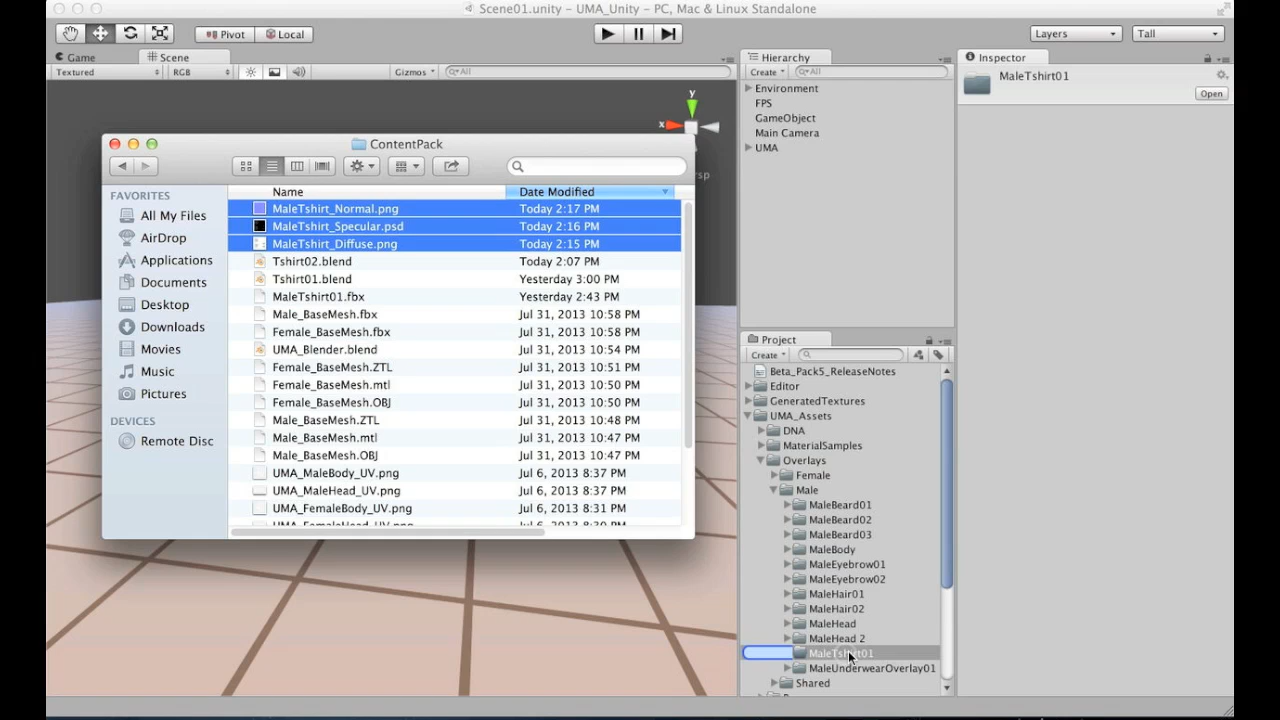 Scene01.unity – UMA_Unity – PC, Mac & Linux Standalone
Pivot Local Layers Tall
Game Scene
Textured RGB Gizmos All
y
x
ContentPack
FAVORITES
All My Files
AirDrop
Applications
Documents
Desktop
Downloads
Movies
Music
Pictures
DEVICES
Remote Disc
Name Date Modified
MaleTshirt_Normal.png Today 2:17 PM
MaleTshirt_Specular.psd Today 2:16 PM
MaleTshirt_Diffuse.png Today 2:15 PM
Tshirt02.blend Today 2:07 PM
Tshirt01.blend Yesterday 3:00 PM
MaleTshirt01.fbx Yesterday 2:43 PM
Male_BaseMesh.fbx Jul 31, 2013 10:58 PM
Female_BaseMesh.fbx Jul 31, 2013 10:58 PM
UMA_Blender.blend Jul 31, 2013 10:54 PM
Female_BaseMesh.ZTL Jul 31, 2013 10:51 PM
Female_BaseMesh.mtl Jul 31, 2013 10:50 PM
Female_BaseMesh.OBJ Jul 31, 2013 10:50 PM
Male_BaseMesh.ZTL Jul 31, 2013 10:48 PM
Male_BaseMesh.mtl Jul 31, 2013 10:47 PM
Male_BaseMesh.OBJ Jul 31, 2013 10:47 PM
UMA_MaleBody_UV.png Jul 6, 2013 8:37 PM
UMA_MaleHead_UV.png Jul 6, 2013 8:37 PM
UMA_FemaleBody_UV.png Jul 6, 2013 8:31 PM
UMA_FemaleHead_UV.png Jul 6, 2013 8:30 PM
Hierarchy
Create All
Environment
FPS
GameObject
Main Camera
UMA
Project
Create
Beta_Pack5_ReleaseNotes
Editor
GeneratedTextures
UMA_Assets
DNA
MaterialSamples
Overlays
Female
Male
MaleBeard01
MaleBeard02
MaleBeard03
MaleBody
MaleEyebrow01
MaleEyebrow02
MaleHair01
MaleHair02
MaleHead
MaleHead 2
MaleTshirt01
MaleUnderwearOverlay01
Shared
Inspector
MaleTshirt01
Open